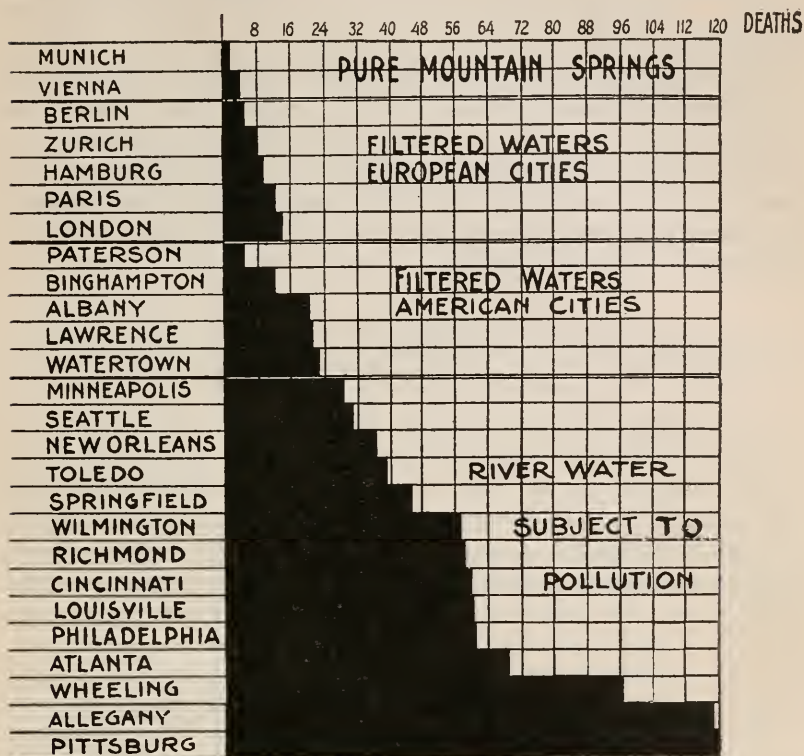 8 16 24 32 40 48 56 64 72 80 88 96 104 112 120 DEATHS
MUNICH
VIENNA
PURE MOUNTAIN SPRINGS
BERLIN
ZURICH
HAMBURG
PARIS
LONDON
FILTERED WATERS
EUROPEAN CITIES
PATERSON
BINGHAMPTON
ALBANY
LAWRENCE
WATERTOWN
FILTERED WATERS
AMERICAN CITIES
MINNEAPOLIS
SEATTLE
NEW ORLEANS
TOLEDO
SPRINGFIELD
WILMINGTON
RICHMOND
CINCINNATI
LOUISVILLE
PHILADELPHIA
ATLANTA
WHEELING
ALLEGANY
PITTSBURG
RIVER WATER
SUBJECT TO
POLLUTION